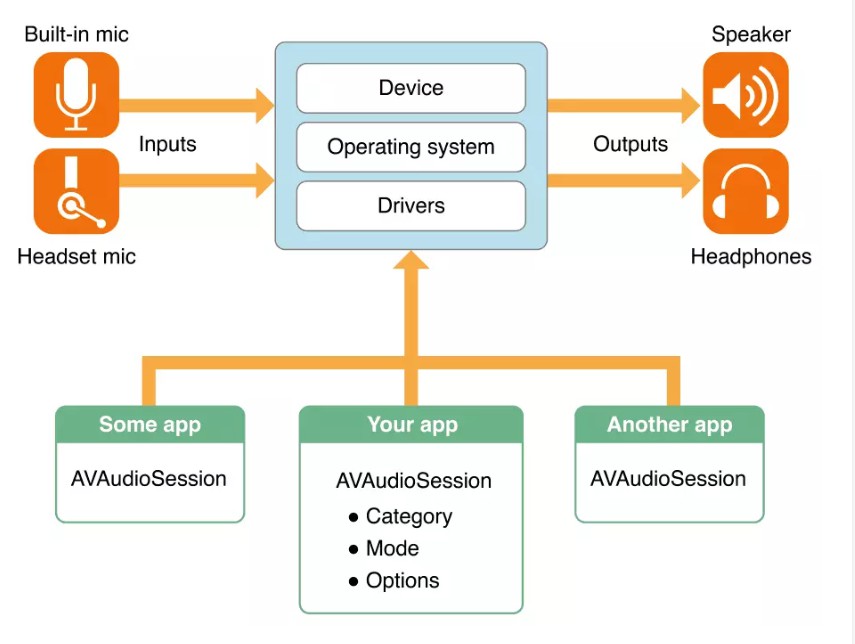 Built-in mic
Speaker
Device
Inputs
Operating system
Outputs
Drivers
Headset mic
Headphones
Some app
AVAudioSession
Your app
AVAudioSession
● Category
● Mode
● Options
Another app
AVAudioSession